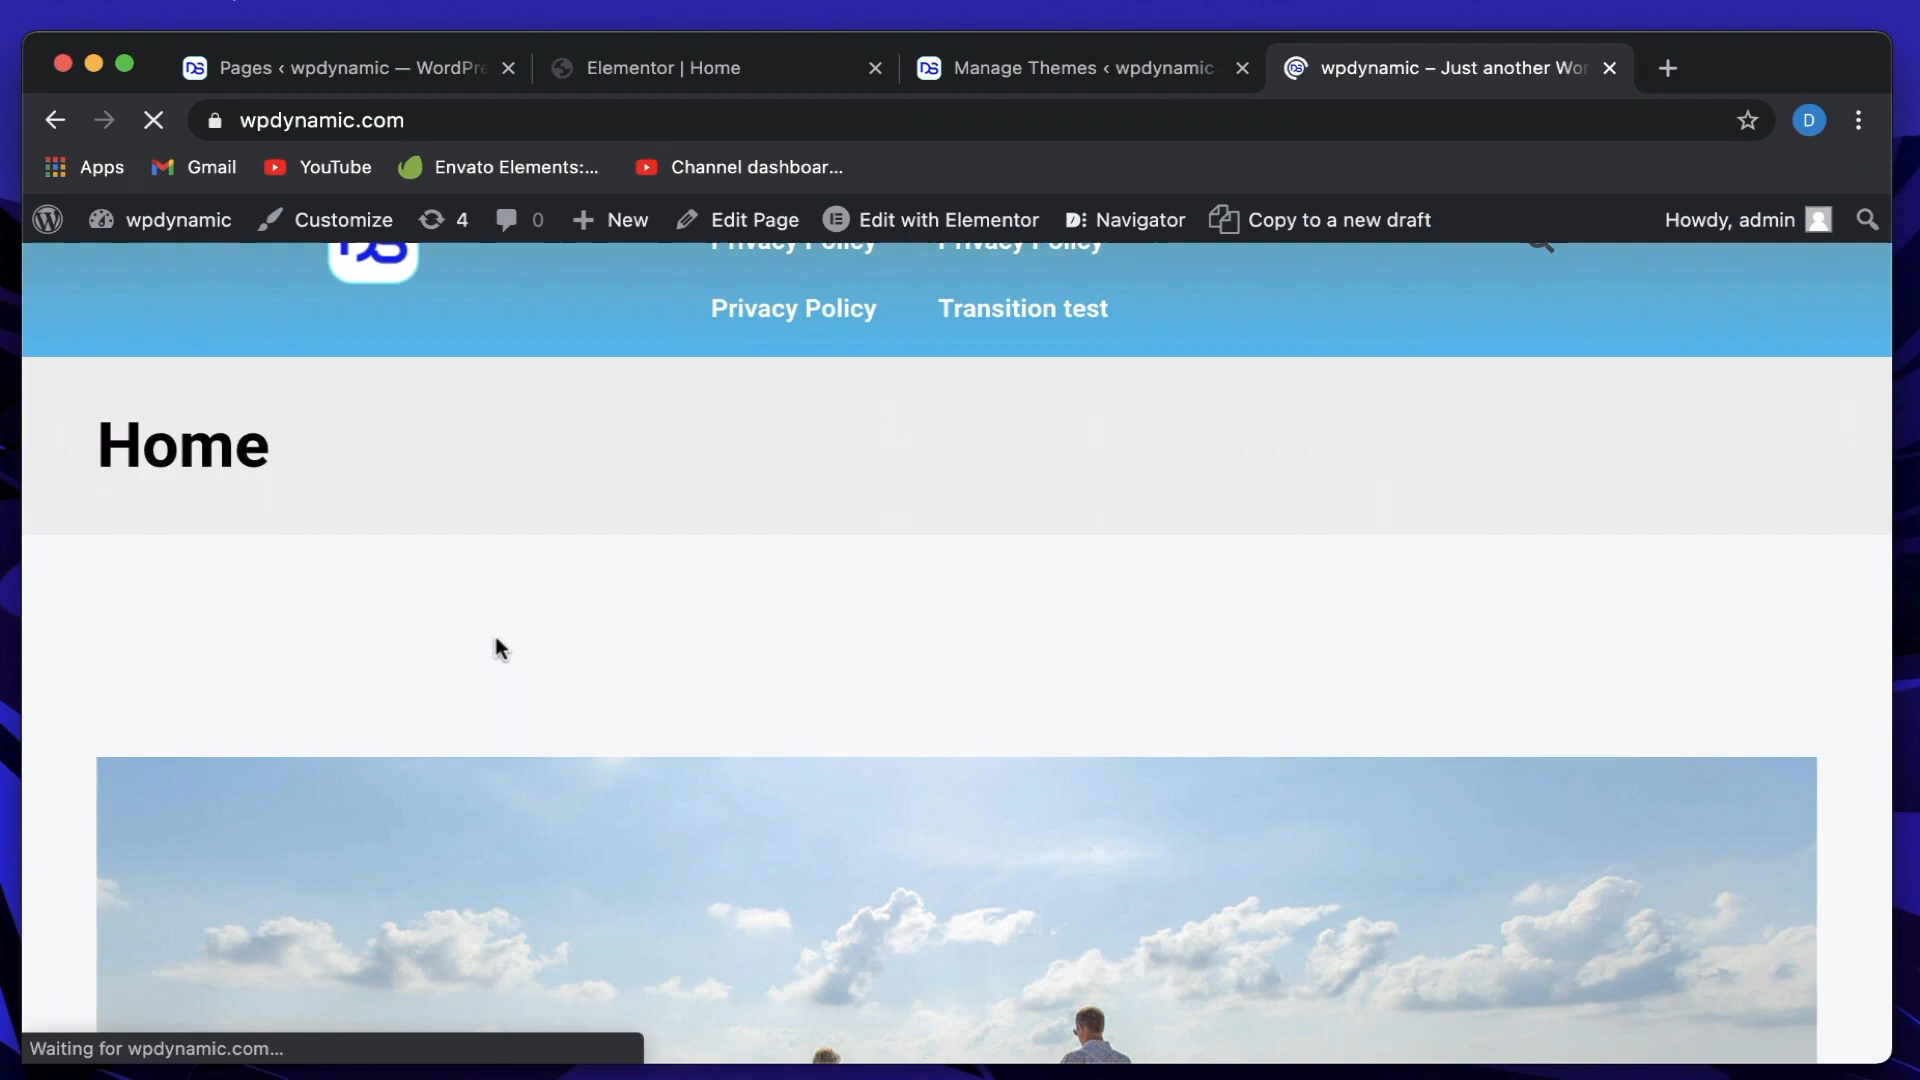 Pages ‹ wpdynamic — WordPre
Elementor | Home
Manage Themes ‹ wpdynamic
wpdynamic – Just another Wor
wpdynamic.com
D
Apps
Gmail
YouTube
Envato Elements:...
Channel dashboar...
wpdynamic
Customize
4
0
New
Edit Page
Edit with Elementor
Navigator
Copy to a new draft
Howdy, admin
DS
Privacy Policy
Privacy Policy
Privacy Policy
Transition test
Home
Waiting for wpdynamic.com...